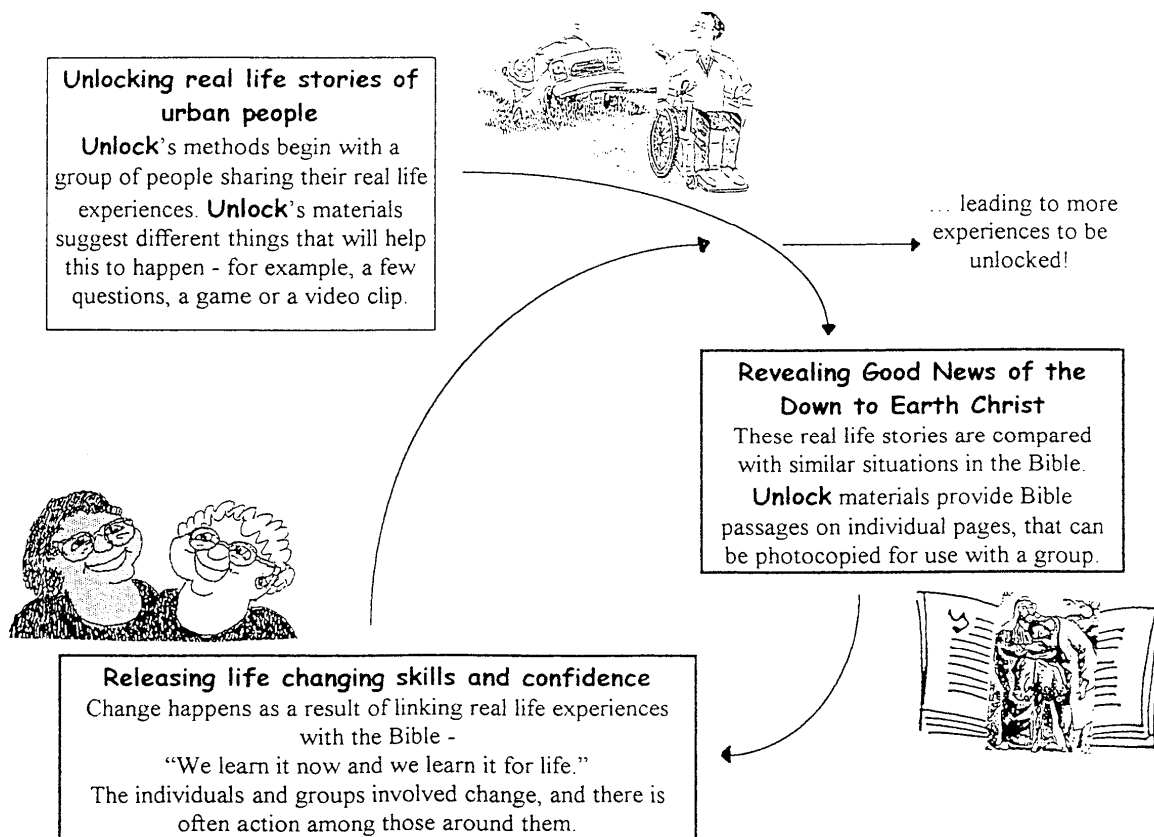 Unlocking real life stories of
urban people
Unlock's methods begin with a
group of people sharing their real life
experiences. Unlock's materials
suggest different things that will help
this to happen - for example, a few
questions, a game or a video clip.
... leading to more
experiences to be
unlocked!
Revealing Good News of the
Down to Earth Christ
These real life stories are compared
with similar situations in the Bible.
Unlock materials provide Bible
passages on individual pages, that can
be photocopied for use with a group.
Releasing life changing skills and confidence
Change happens as a result of linking real life experiences
with the Bible -
“We learn it now and we learn it for life.”
The individuals and groups involved change, and there is
often action among those around them.